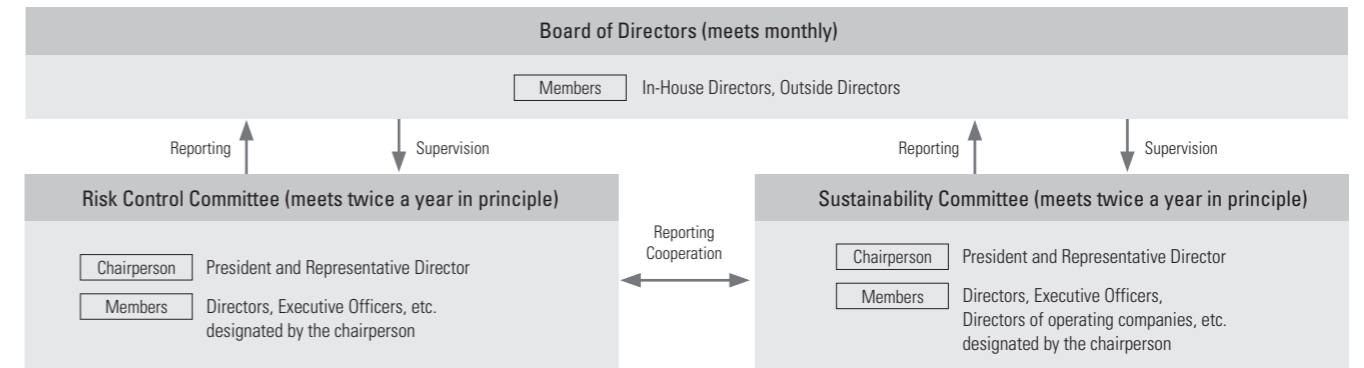 Board of Directors (meets monthly)
Members In-House Directors, Outside Directors
Reporting
Supervision
Reporting
Supervision
Risk Control Committee (meets twice a year in principle)
Chairperson President and Representative Director
Members Directors, Executive Officers, etc.
designated by the chairperson
Reporting
Cooperation
Sustainability Committee (meets twice a year in principle)
Chairperson President and Representative Director
Members Directors, Executive Officers,
Directors of operating companies, etc.
designated by the chairperson